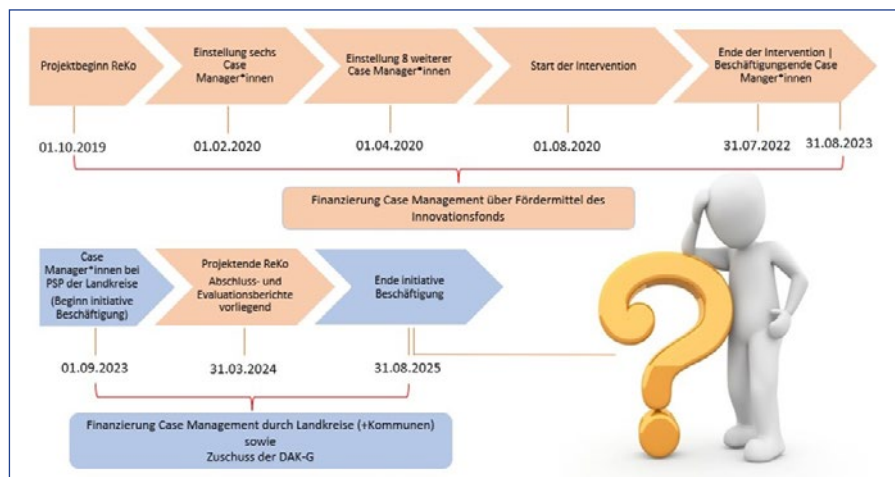 Projektbeginn ReKo
Einstellung sechs
Case
Manager*innen
Einstellung 8 weiterer
Case Manager*innen
Start der Intervention
Ende der Intervention |
Beschäftigungsende Case
Manger*innen
01.10.2019
01.02.2020
01.04.2020
01.08.2020
31.07.2022
31.08.2023
Finanzierung Case Management über Fördermittel des
Innovationsfonds
Case
Manager*innen bei
PSP der Landkreise
(Beginn initiative
Beschäftigung)
Projektende ReKo
Abschluss- und
Evaluationsberichte
vorliegend
Ende initiative
Beschäftigung
01.09.2023
31.03.2024
31.08.2025
Finanzierung Case Management durch Landkreise (+Kommunen)
sowie
Zuschuss der DAK-G